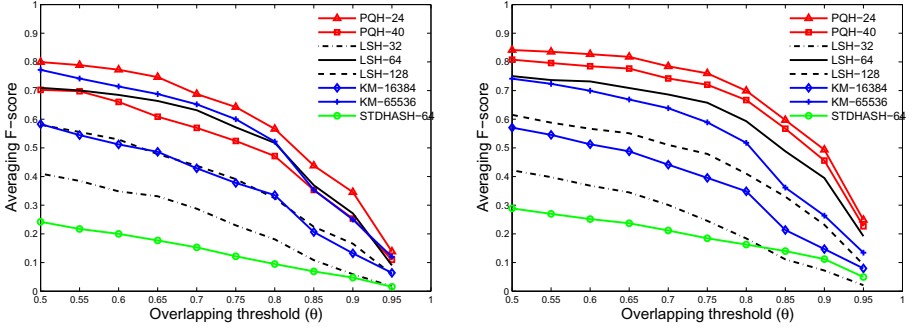 PQH−24
PQH−40
LSH−32
LSH−64
LSH−128
KM−16384
KM−65536
STDHASH−64
1
0.9
0.8
0.7
0.6
0.5
0.4
0.3
0.2
0.1
0
0.5 0.55 0.6 0.65 0.7 0.75 0.8 0.85 0.9 0.95 1
Averaging F−score
Overlapping threshold (θ)
PQH−24
PQH−40
LSH−32
LSH−64
LSH−128
KM−16384
KM−65536
STDHASH−64
1
0.9
0.8
0.7
0.6
0.5
0.4
0.3
0.2
0.1
0
0.5 0.55 0.6 0.65 0.7 0.75 0.8 0.85 0.9 0.95 1
Averaging F−score
Overlapping threshold (θ)